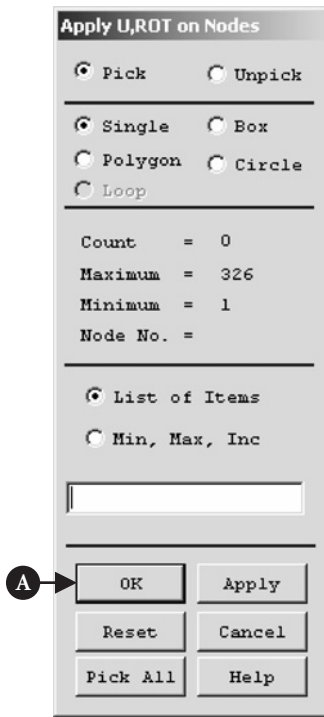 Apply U,ROT on Nodes
Pick Unpick
Single Box
Polygon Circle
Loop
Count = 0
Maximum = 326
Minimum = 1
Node No. =
List of Items
Min, Max, Inc
A OK Apply
Reset Cancel
Pick All Help